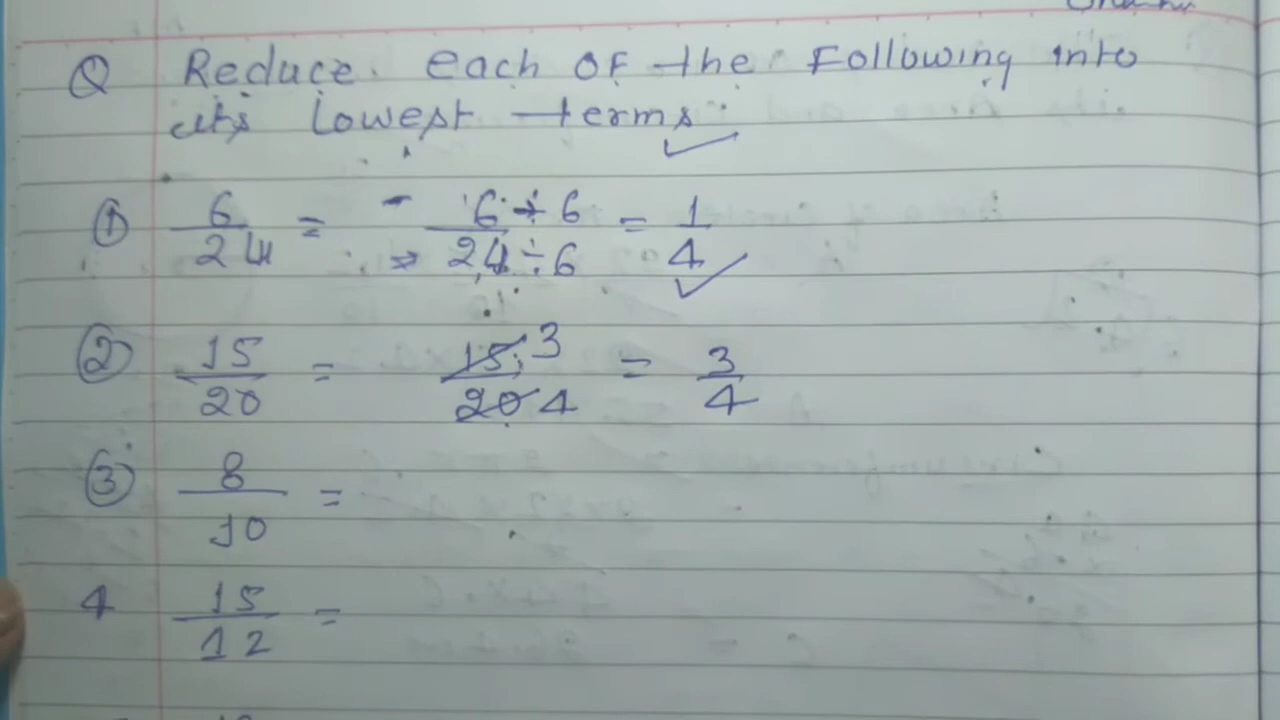 Q Reduce each of the Following into
its lowest terms
① 6/24 = 6÷6/24÷6 = 1/4
② 15/20 = 15 3/20 4 = 3/4
③ 8/10 =
4 15/12 =